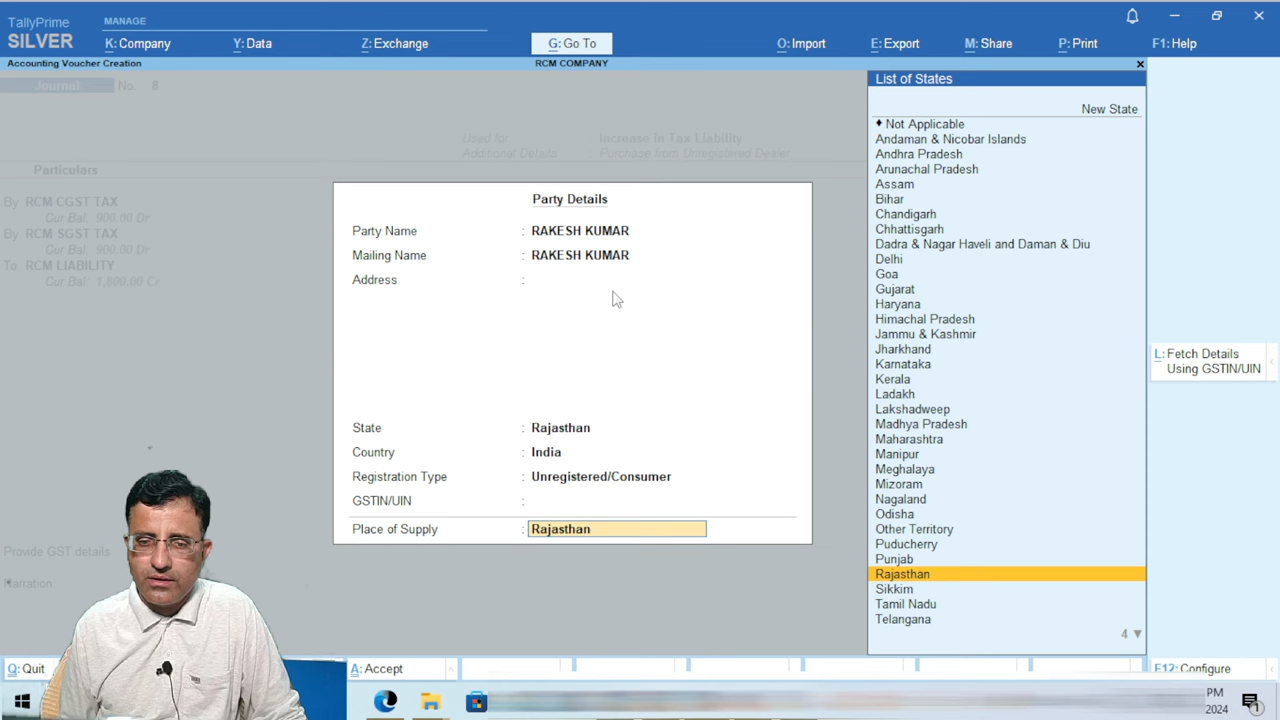 TallyPrime
SILVER
MANAGE
K: Company
Y: Data
Z: Exchange
G: Go To
O: Import
E: Export
M: Share
P: Print
F1: Help
Accounting Voucher Creation
RCM COMPANY
Journal No. 8
Used for Increase in Tax Liability
Additional Details Purchase from Unregistered Dealer
Particulars
By RCM CGST TAX
Cur Bal: 900.00 Dr
By RCM SGST TAX
Cur Bal: 900.00 Dr
To RCM LIABILITY
Cur Bal: 1,800.00 Cr
Provide GST details
Narration:
Party Details
Party Name : RAKESH KUMAR
Mailing Name : RAKESH KUMAR
Address :
State : Rajasthan
Country : India
Registration Type : Unregistered/Consumer
GSTIN/UIN :
Place of Supply : Rajasthan
List of States
New State
♦ Not Applicable
Andaman & Nicobar Islands
Andhra Pradesh
Arunachal Pradesh
Assam
Bihar
Chandigarh
Chhattisgarh
Dadra & Nagar Haveli and Daman & Diu
Delhi
Goa
Gujarat
Haryana
Himachal Pradesh
Jammu & Kashmir
Jharkhand
Karnataka
Kerala
Ladakh
Lakshadweep
Madhya Pradesh
Maharashtra
Manipur
Meghalaya
Mizoram
Nagaland
Odisha
Other Territory
Puducherry
Punjab
Rajasthan
Sikkim
Tamil Nadu
Telangana
4 ▼
L: Fetch Details
Using GSTIN/UIN
Q: Quit
A: Accept
F12: Configure
PM
2024
1